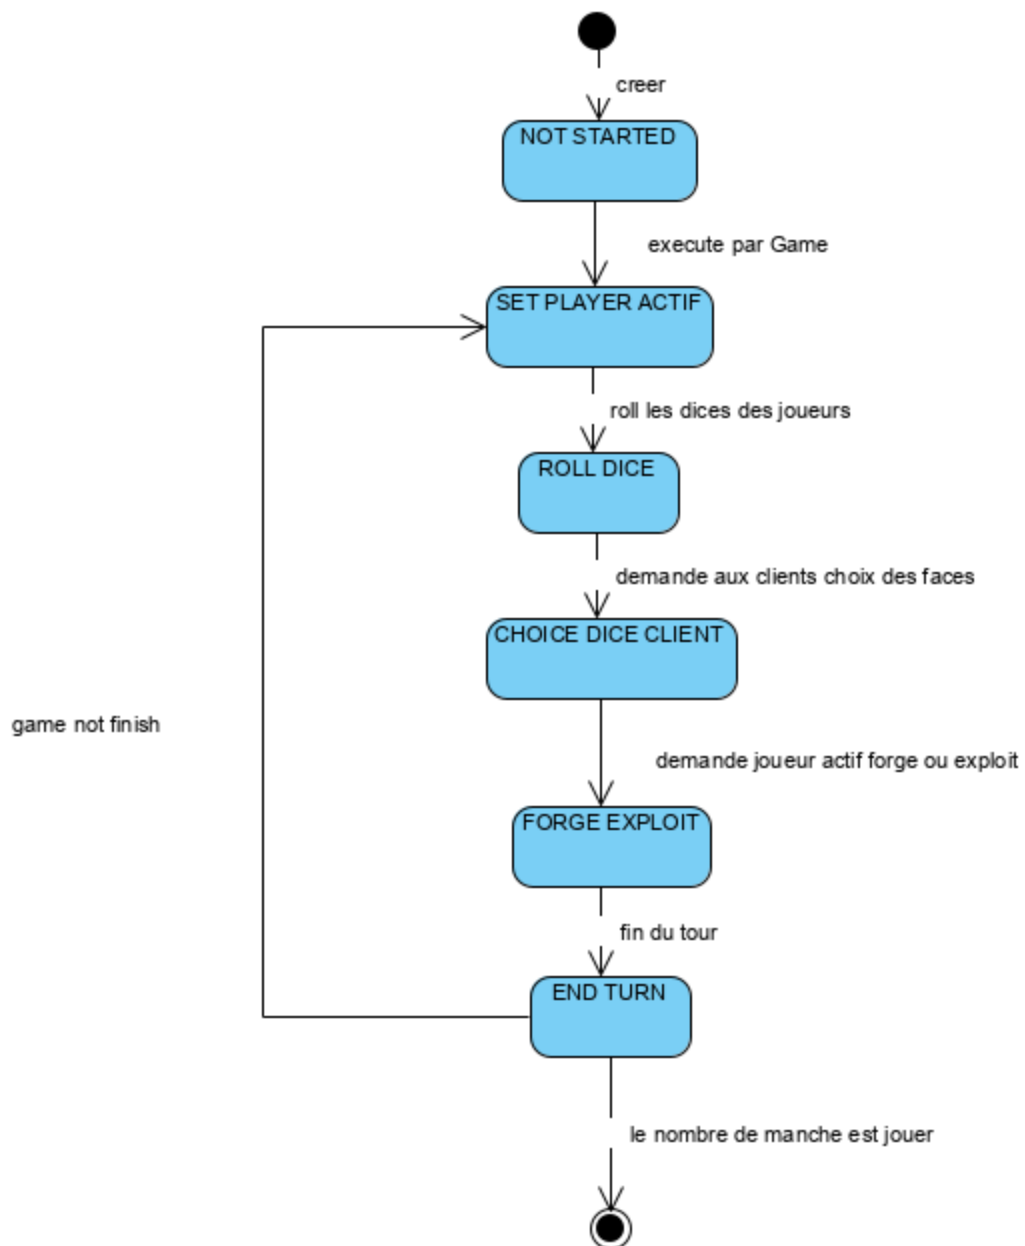 creer
NOT STARTED
execute par Game
SET PLAYER ACTIF
roll les dices des joueurs
ROLL DICE
demande aux clients choix des faces
CHOICE DICE CLIENT
game not finish
demande joueur actif forge ou exploit
FORGE EXPLOIT
fin du tour
END TURN
le nombre de manche est jouer